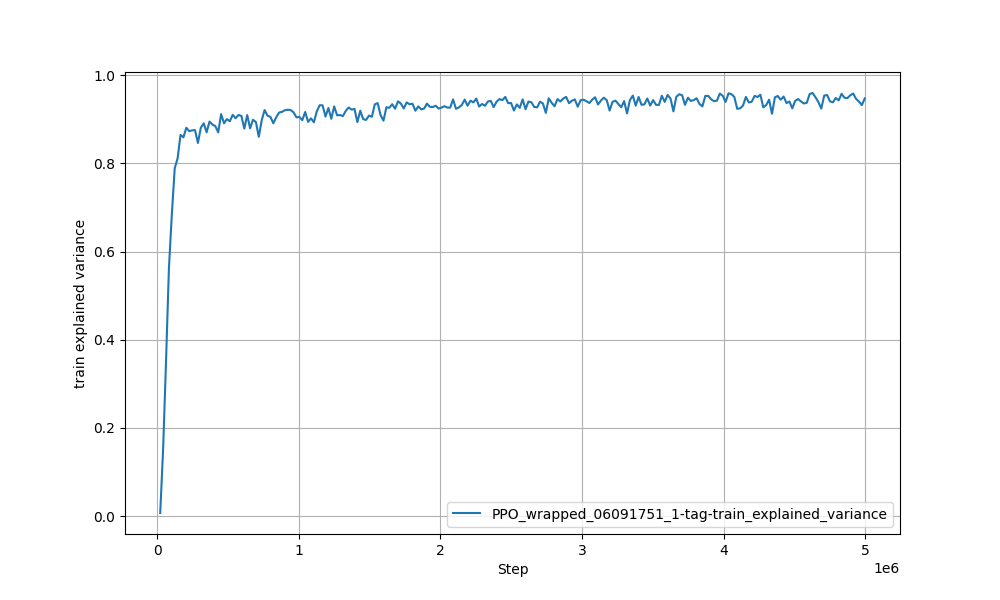 1.0
0.8
0.6
0.4
0.2
0.0
train explained variance
PPO_wrapped_06091751_1-tag-train_explained_variance
0 1 2 3 4 5
1e6
Step